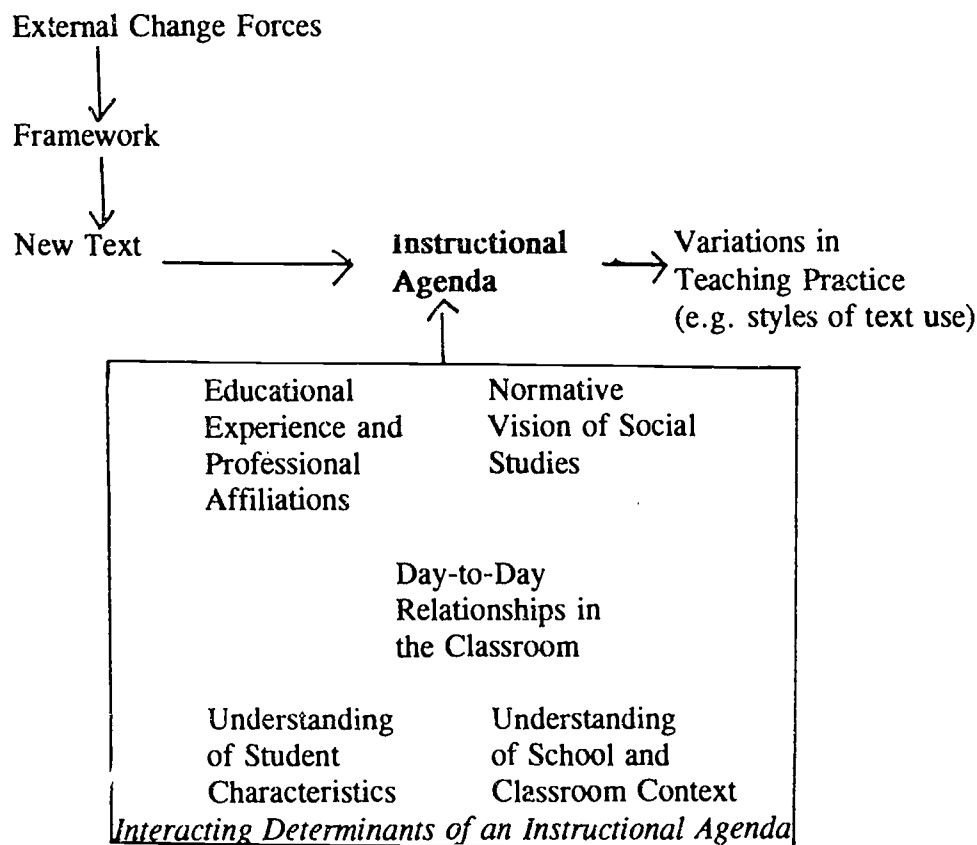 External Change Forces
Framework
New Text
Instructional
Agenda
Variations in
Teaching Practice
(e.g. styles of text use)
Educational
Experience and
Professional
Affiliations
Normative
Vision of Social
Studies
Day-to-Day
Relationships in
the Classroom
Understanding
of Student
Characteristics
Understanding
of School and
Classroom Context
Interacting Determinants of an Instructional Agenda